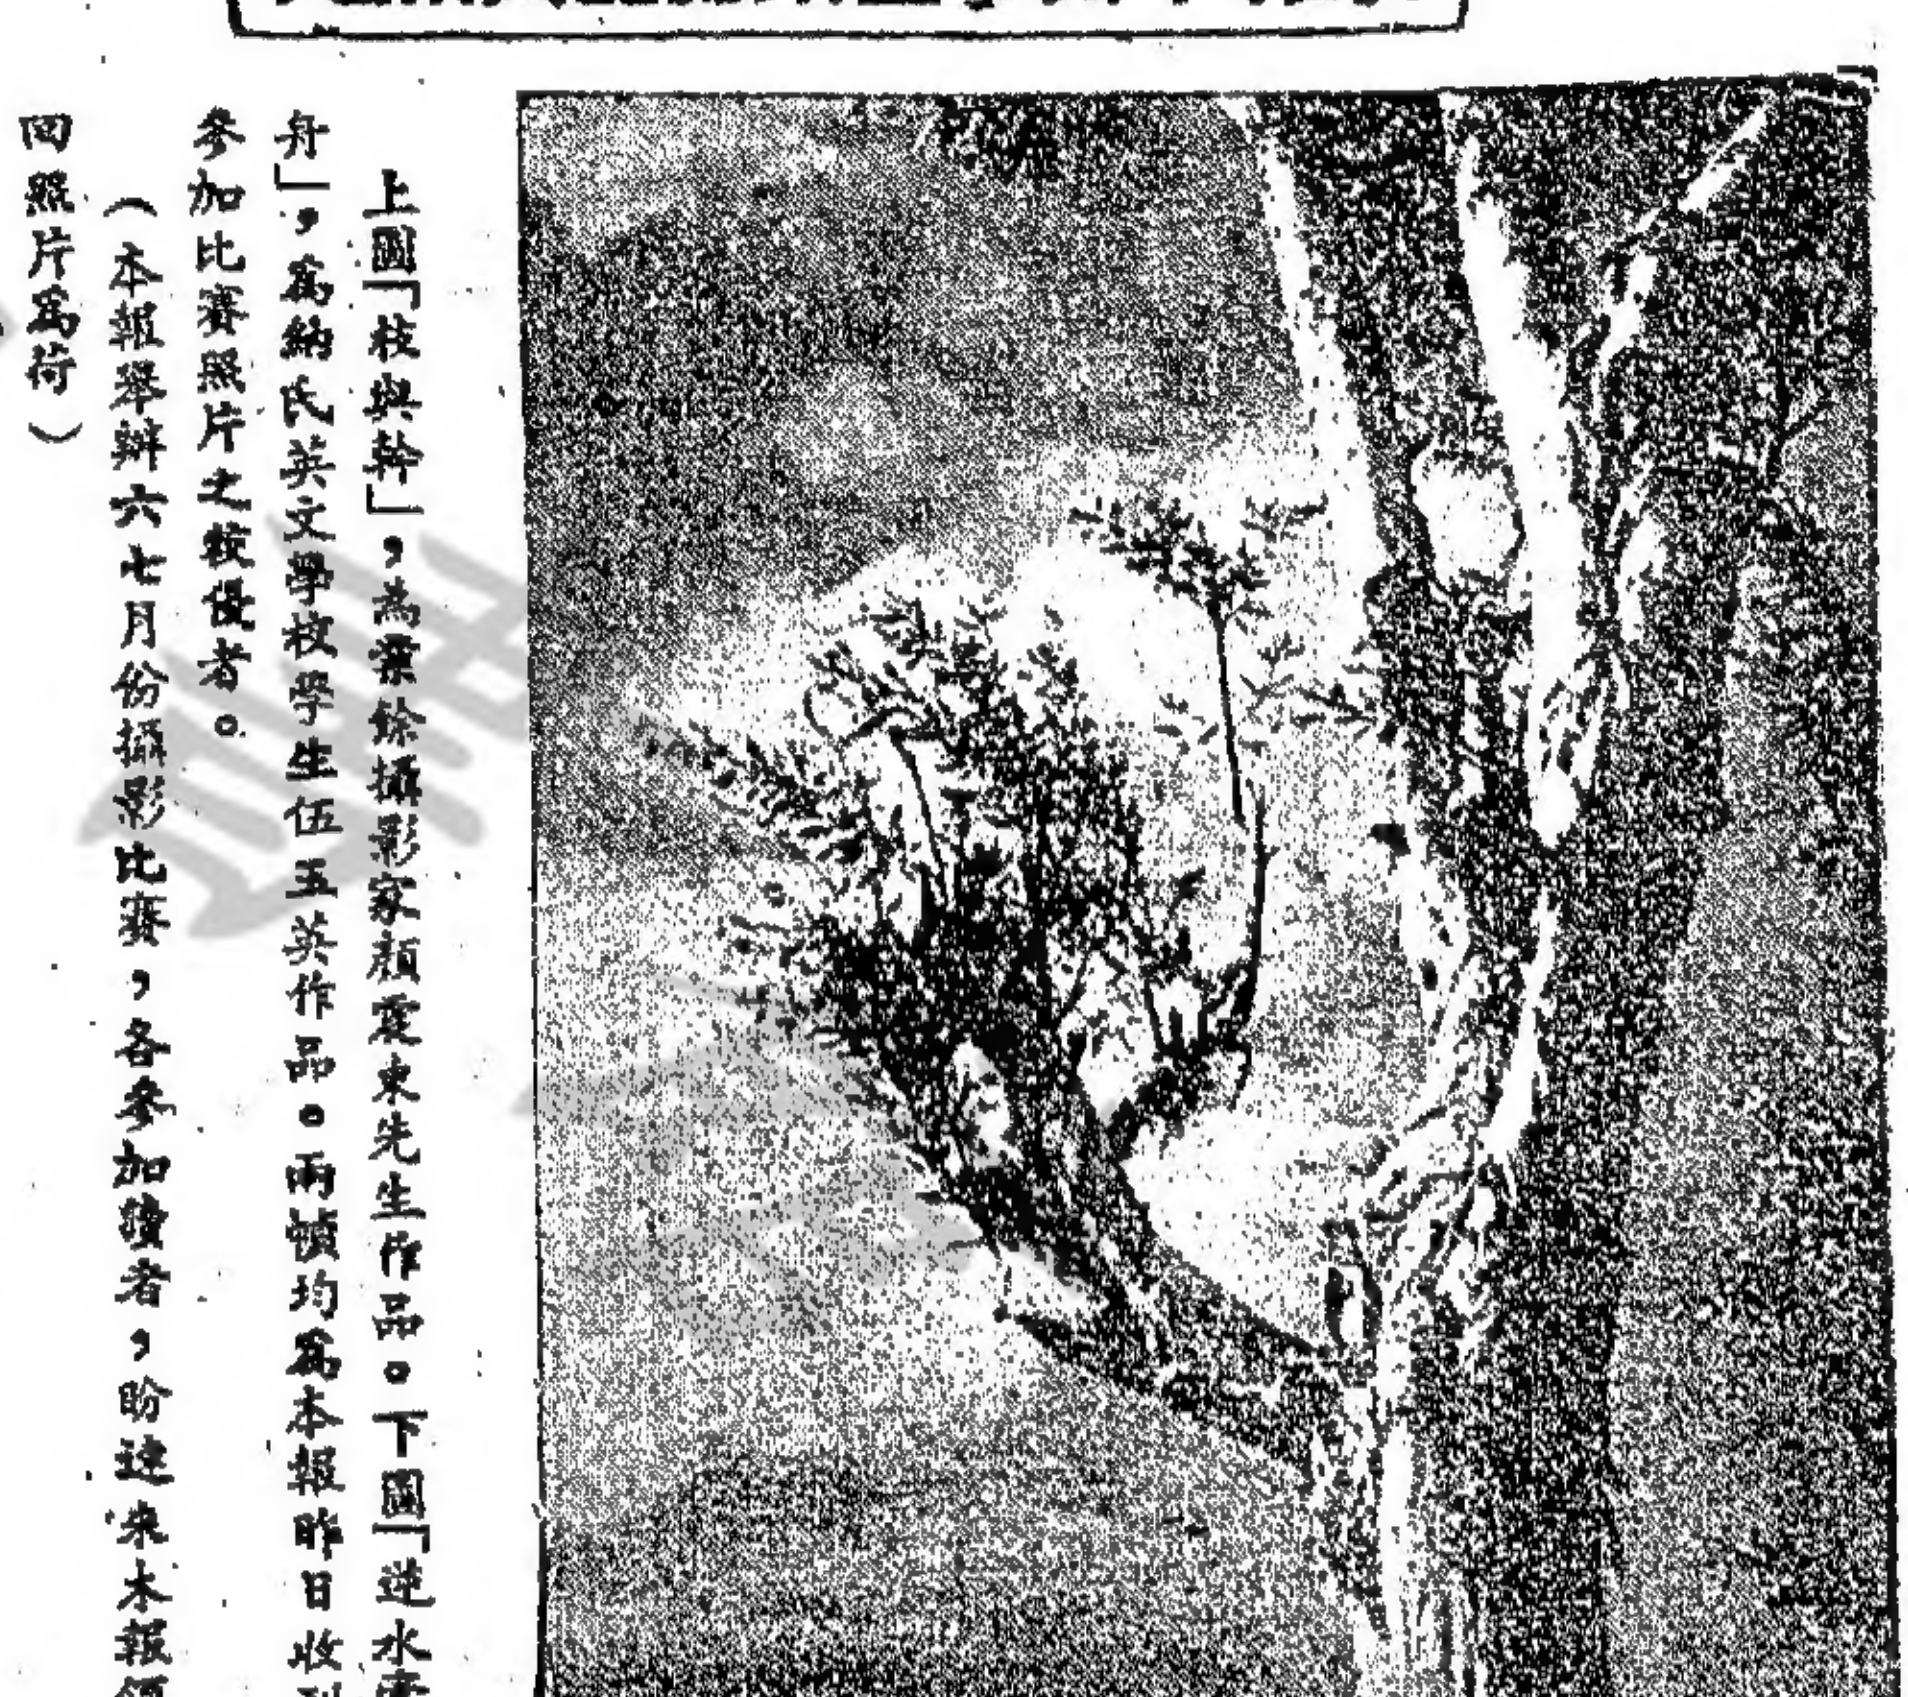 上圖「枝與幹」，為業餘攝影家顏震東先生作品。下圖「逆水
舟」，為納氏英文學校學生伍玉英作品。兩幀均為本報昨日收
參加比賽照片之較優者。
（本報舉辦六七月份攝影比賽，各參加讀者，盼速來本報
回照片為荷）